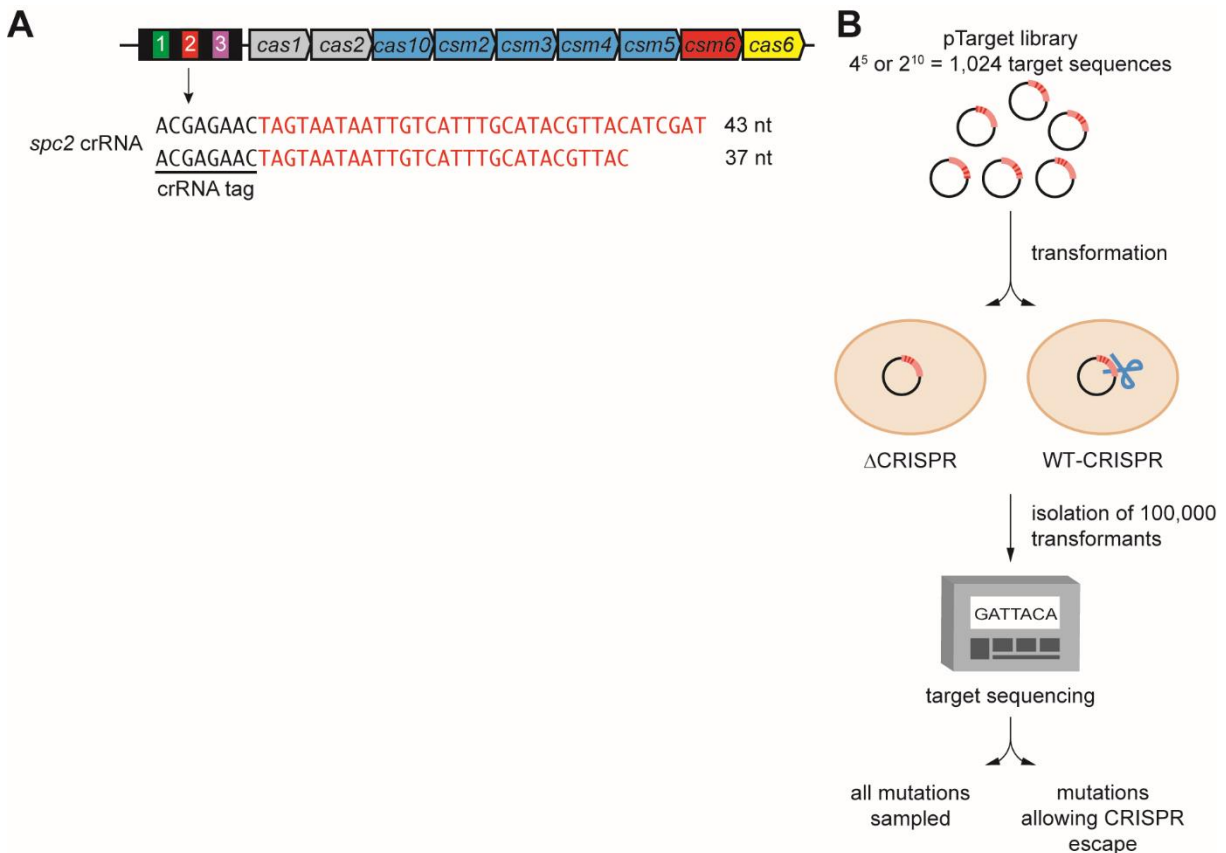 A
1 2 3 cas1 cas2 cas10 csm2 csm3 csm4 csm5 csm6 cas6
spc2 crRNA
ACGAGAACTAGTAATAATTGTCATTTGCATACGTTACATCGAT 43 nt
ACGAGAACTAGTAATAATTGTCATTTGCATACGTTAC 37 nt
crRNA tag
B
pTarget library
4⁵ or 2¹⁰ = 1,024 target sequences
transformation
ΔCRISPR
WT-CRISPR
isolation of 100,000
transformants
GATTACA
target sequencing
all mutations
sampled
mutations
allowing CRISPR
escape